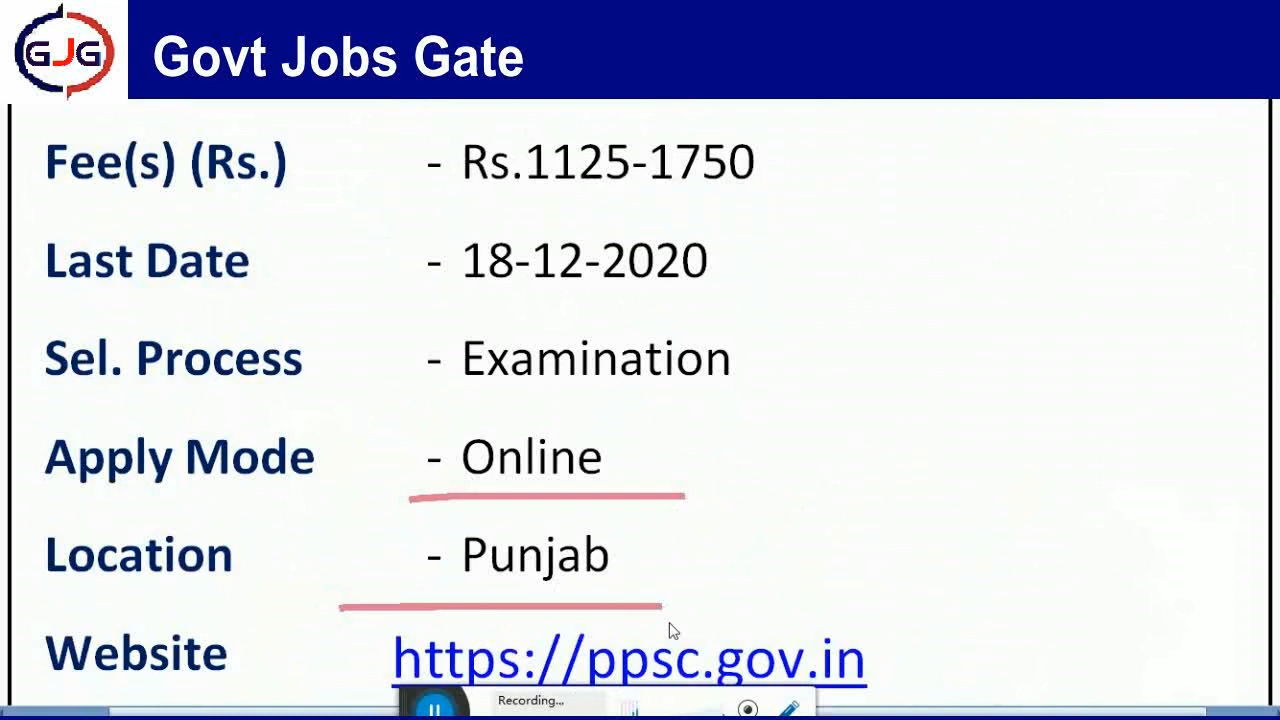 GJG
Govt Jobs Gate
Fee(s) (Rs.) - Rs.1125-1750
Last Date - 18-12-2020
Sel. Process - Examination
Apply Mode - Online
Location - Punjab
Website https://ppsc.gov.in
Recording...